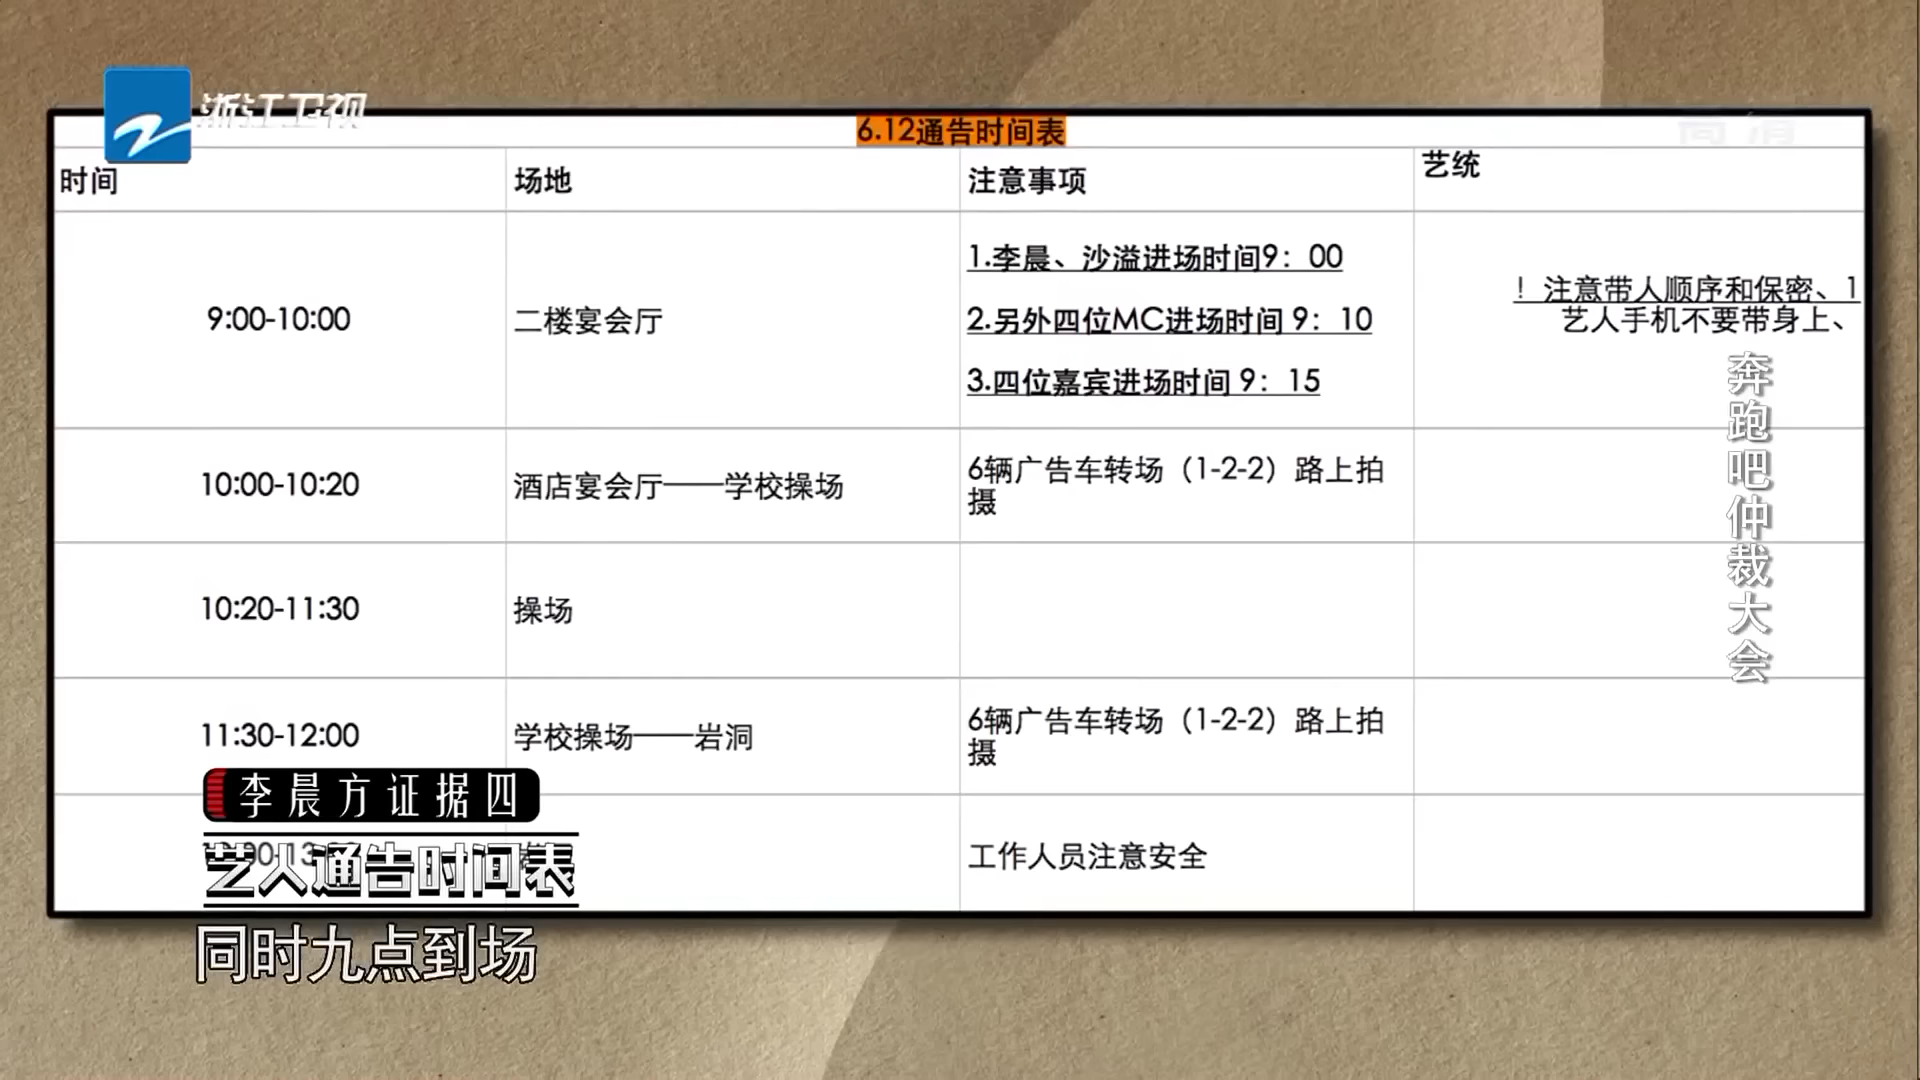 浙江卫视
高清
6.12通告时间表
时间
场地
注意事项
艺统
9:00-10:00
二楼宴会厅
1.李晨、沙溢进场时间9：00
2.另外四位MC进场时间 9：10
3.四位嘉宾进场时间 9：15
！注意带人顺序和保密、1
艺人手机不要带身上、
10:00-10:20
酒店宴会厅——学校操场
6辆广告车转场（1-2-2）路上拍
摄
10:20-11:30
操场
11:30-12:00
学校操场——岩洞
6辆广告车转场（1-2-2）路上拍
摄
工作人员注意安全
奔跑吧仲裁大会
李晨方证据四
艺人通告时间表
同时九点到场